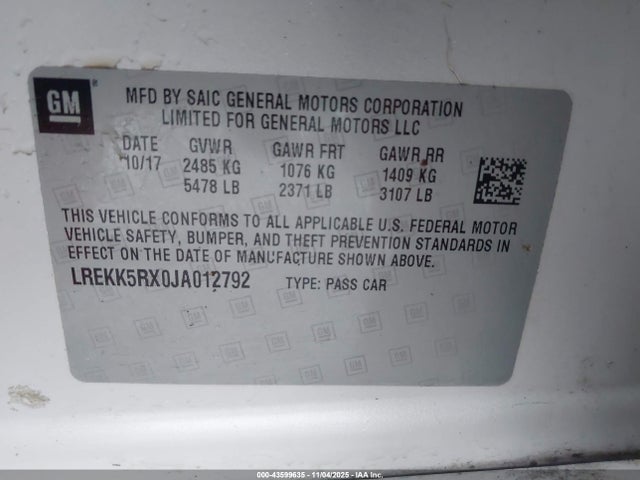 GM
MFD BY SAIC GENERAL MOTORS CORPORATION
LIMITED FOR GENERAL MOTORS LLC
DATE GVWR GAWR FRT GAWR RR
10/17 2485 KG 1076 KG 1409 KG
5478 LB 2371 LB 3107 LB
THIS VEHICLE CONFORMS TO ALL APPLICABLE U.S. FEDERAL MOTOR
VEHICLE SAFETY, BUMPER, AND THEFT PREVENTION STANDARDS IN
EFFECT ON THE DATE OF MANUFACTURE SHOWN ABOVE.
LREKK5RX0JA012792 TYPE: PASS CAR
000-43599635 - 11/04/2025 - IAA Inc.